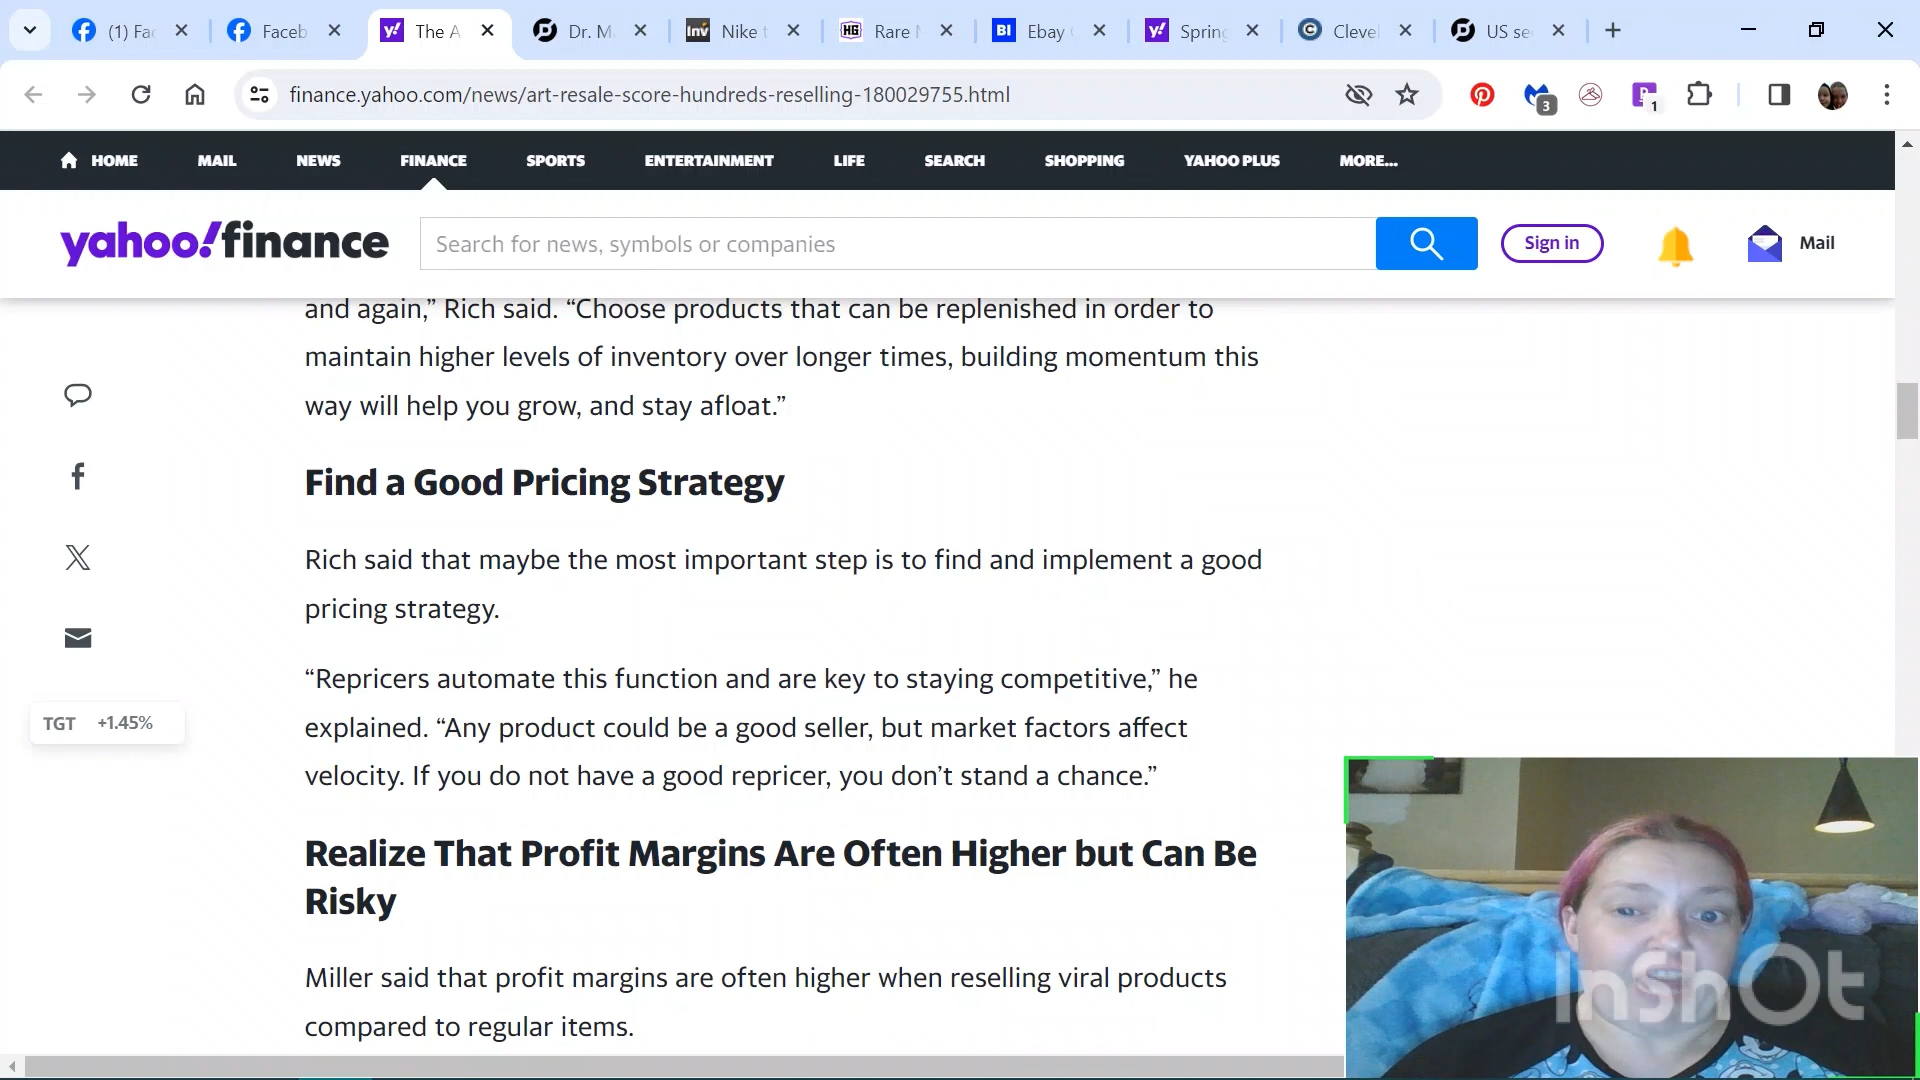 (1) Fac
Faceb
The A
Dr. M
Nike t
Rare
Ebay
Spring
Clevel
US se
finance.yahoo.com/news/art-resale-score-hundreds-reselling-180029755.html
3
1
HOME MAIL NEWS FINANCE SPORTS ENTERTAINMENT LIFE SEARCH SHOPPING YAHOO PLUS MORE...
yahoo!finance
Search for news, symbols or companies
Sign in
Mail
and again,” Rich said. “Choose products that can be replenished in order to
maintain higher levels of inventory over longer times, building momentum this
way will help you grow, and stay afloat.”
Find a Good Pricing Strategy
Rich said that maybe the most important step is to find and implement a good
pricing strategy.
“Repricers automate this function and are key to staying competitive,” he
explained. “Any product could be a good seller, but market factors affect
velocity. If you do not have a good repricer, you don’t stand a chance.”
TGT +1.45%
Realize That Profit Margins Are Often Higher but Can Be
Risky
Miller said that profit margins are often higher when reselling viral products
compared to regular items.
InShOt